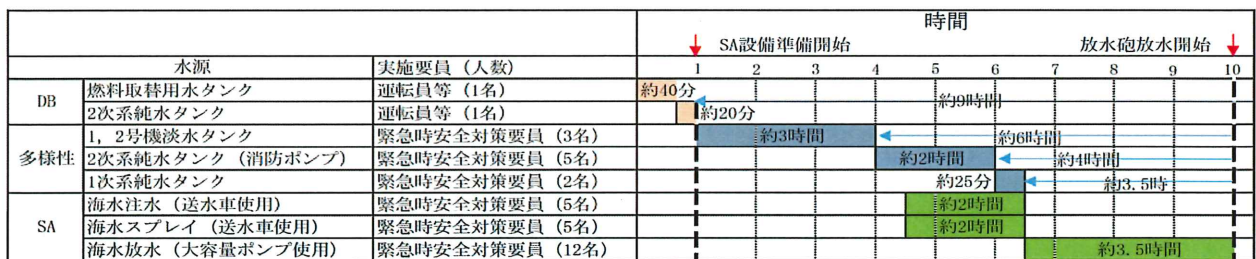 時間
SA設備準備開始 放水砲放水開始
水源 実施要員（人数） 1 2 3 4 5 6 7 8 9 10
DB 燃料取替用水タンク 運転員等（1名） 約40分 約9時間
2次系純水タンク 運転員等（1名） 約20分
多様性 1，2号機淡水タンク 緊急時安全対策要員（3名） 約3時間 約6時間
2次系純水タンク（消防ポンプ） 緊急時安全対策要員（5名） 約2時間 約4時間
1次系純水タンク 緊急時安全対策要員（2名） 約25分 約3.5時
SA 海水注水（送水車使用） 緊急時安全対策要員（5名） 約2時間
海水スプレイ（送水車使用） 緊急時安全対策要員（5名） 約2時間
海水放水（大容量ポンプ使用） 緊急時安全対策要員（12名） 約3.5時間